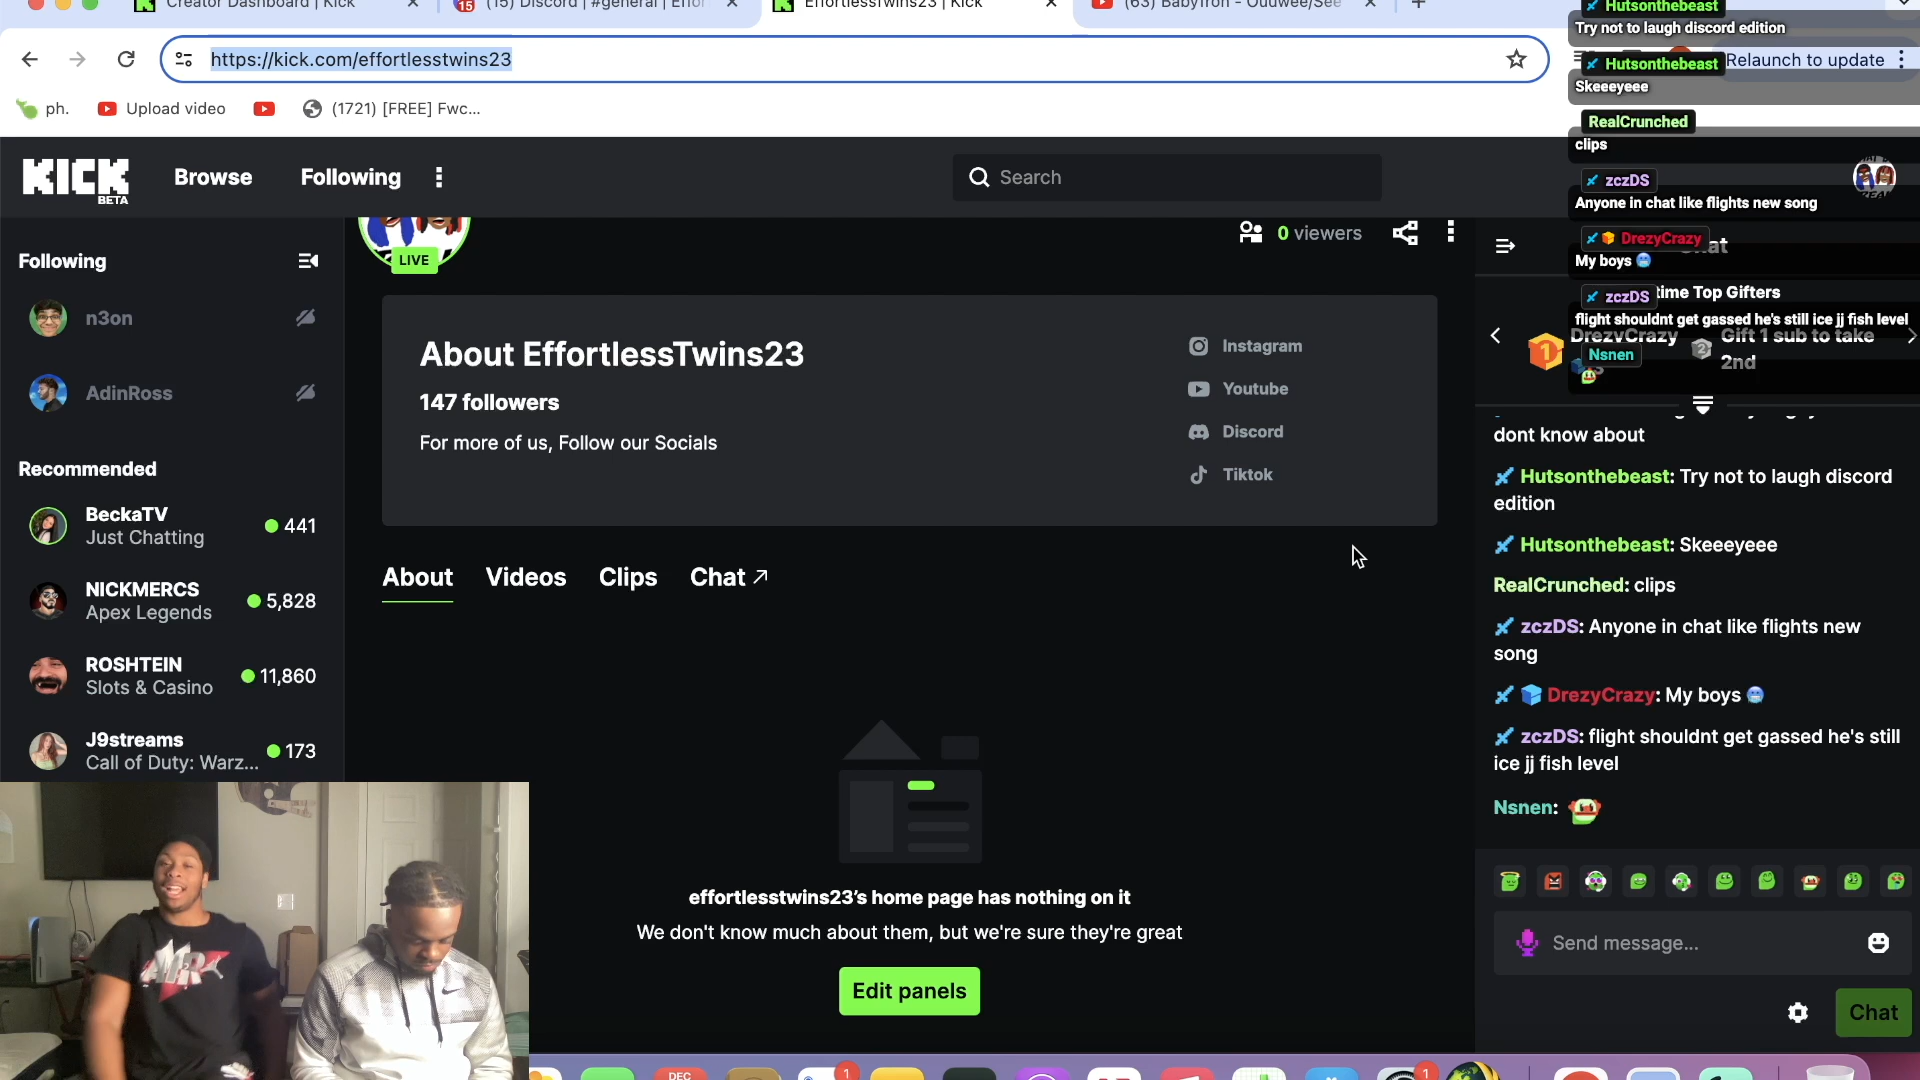 Creator Dashboard | Kick
(15) Discord | #general | Effor
EffortlessTwins23 | Kick
(63) BabyTron - Ouuwee/See
15
https://kick.com/effortlesstwins23
Relaunch to update
ph.
Upload video
(1721) [FREE] Fwc...
KICK
BETA
Browse
Following
Search
Hutsonthebeast
Try not to laugh discord edition
Hutsonthebeast
Skeeeyeee
RealCrunched
clips
zczDS
Anyone in chat like flights new song
DrezyCrazy
My boys
zczDS
flight shouldnt get gassed he's still ice jj fish level
Nsnen
Following
n3on
AdinRoss
Recommended
BeckaTV
Just Chatting
441
NICKMERCS
Apex Legends
5,828
ROSHTEIN
Slots & Casino
11,860
J9streams
Call of Duty: Warz...
173
LIVE
0 viewers
About EffortlessTwins23
147 followers
For more of us, Follow our Socials
Instagram
Youtube
Discord
Tiktok
About
Videos
Clips
Chat
effortlesstwins23's home page has nothing on it
We don't know much about them, but we're sure they're great
Edit panels
time Top Gifters
1
DrezyCrazy
2
Gift 1 sub to take
2nd
dont know about
Hutsonthebeast: Try not to laugh discord
edition
Hutsonthebeast: Skeeeyeee
RealCrunched: clips
zczDS: Anyone in chat like flights new
song
DrezyCrazy: My boys
zczDS: flight shouldnt get gassed he's still
ice jj fish level
Nsnen:
Send message...
Chat
DEC
1
1